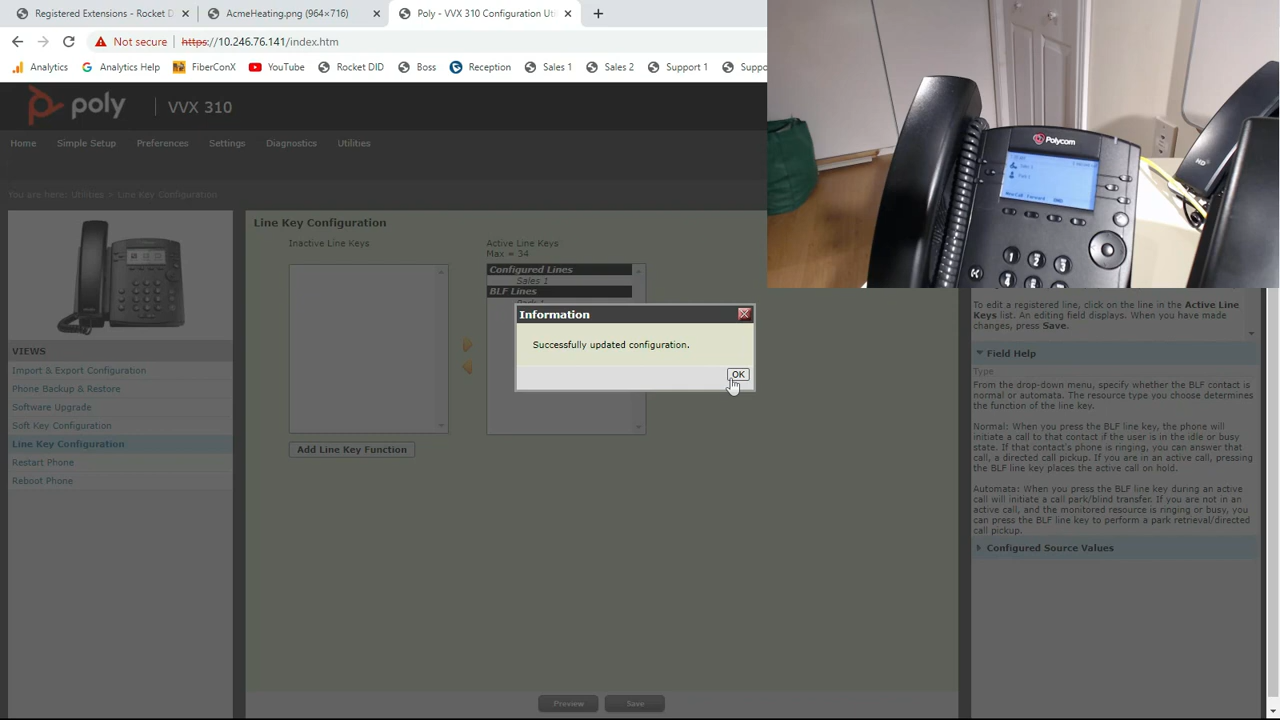 Registered Extensions - Rocket D
AcmeHeating.png (964×716)
Poly - VVX 310 Configuration Uti
Not secure
https://10.246.76.141/index.htm
Analytics
Analytics Help
FiberConX
YouTube
Rocket DID
Boss
Reception
Sales 1
Sales 2
Support 1
Suppo
poly
VVX 310
Home
Simple Setup
Preferences
Settings
Diagnostics
Utilities
You are here: Utilities > Line Key Configuration
VIEWS
Import & Export Configuration
Phone Backup & Restore
Software Upgrade
Soft Key Configuration
Line Key Configuration
Restart Phone
Reboot Phone
Line Key Configuration
Inactive Line Keys
Active Line Keys
Max = 34
Configured Lines
Sales 1
BLF Lines
Add Line Key Function
Information
Successfully updated configuration.
OK
Preview
Save
Polycom
1
2
3
4
To edit a registered line, click on the line in the Active Line
Keys list. An editing field displays. When you have made
changes, press Save.
Field Help
Type
From the drop-down menu, specify whether the BLF contact is
normal or automata. The resource type you choose determines
the function of the line key.
Normal: When you press the BLF line key, the phone will
initiate a call to that contact if the user is in the idle or busy
state. If that contact's phone is ringing, you can answer that
call, a directed call pickup. If you are in an active call, pressing
the BLF line key places the active call on hold.
Automata: When you press the BLF line key during an active
call will initiate a call park/blind transfer. If you are not in an
active call, and the monitored resource is ringing or busy, you
can press the BLF line key to perform a park retrieval/directed
call pickup.
Configured Source Values